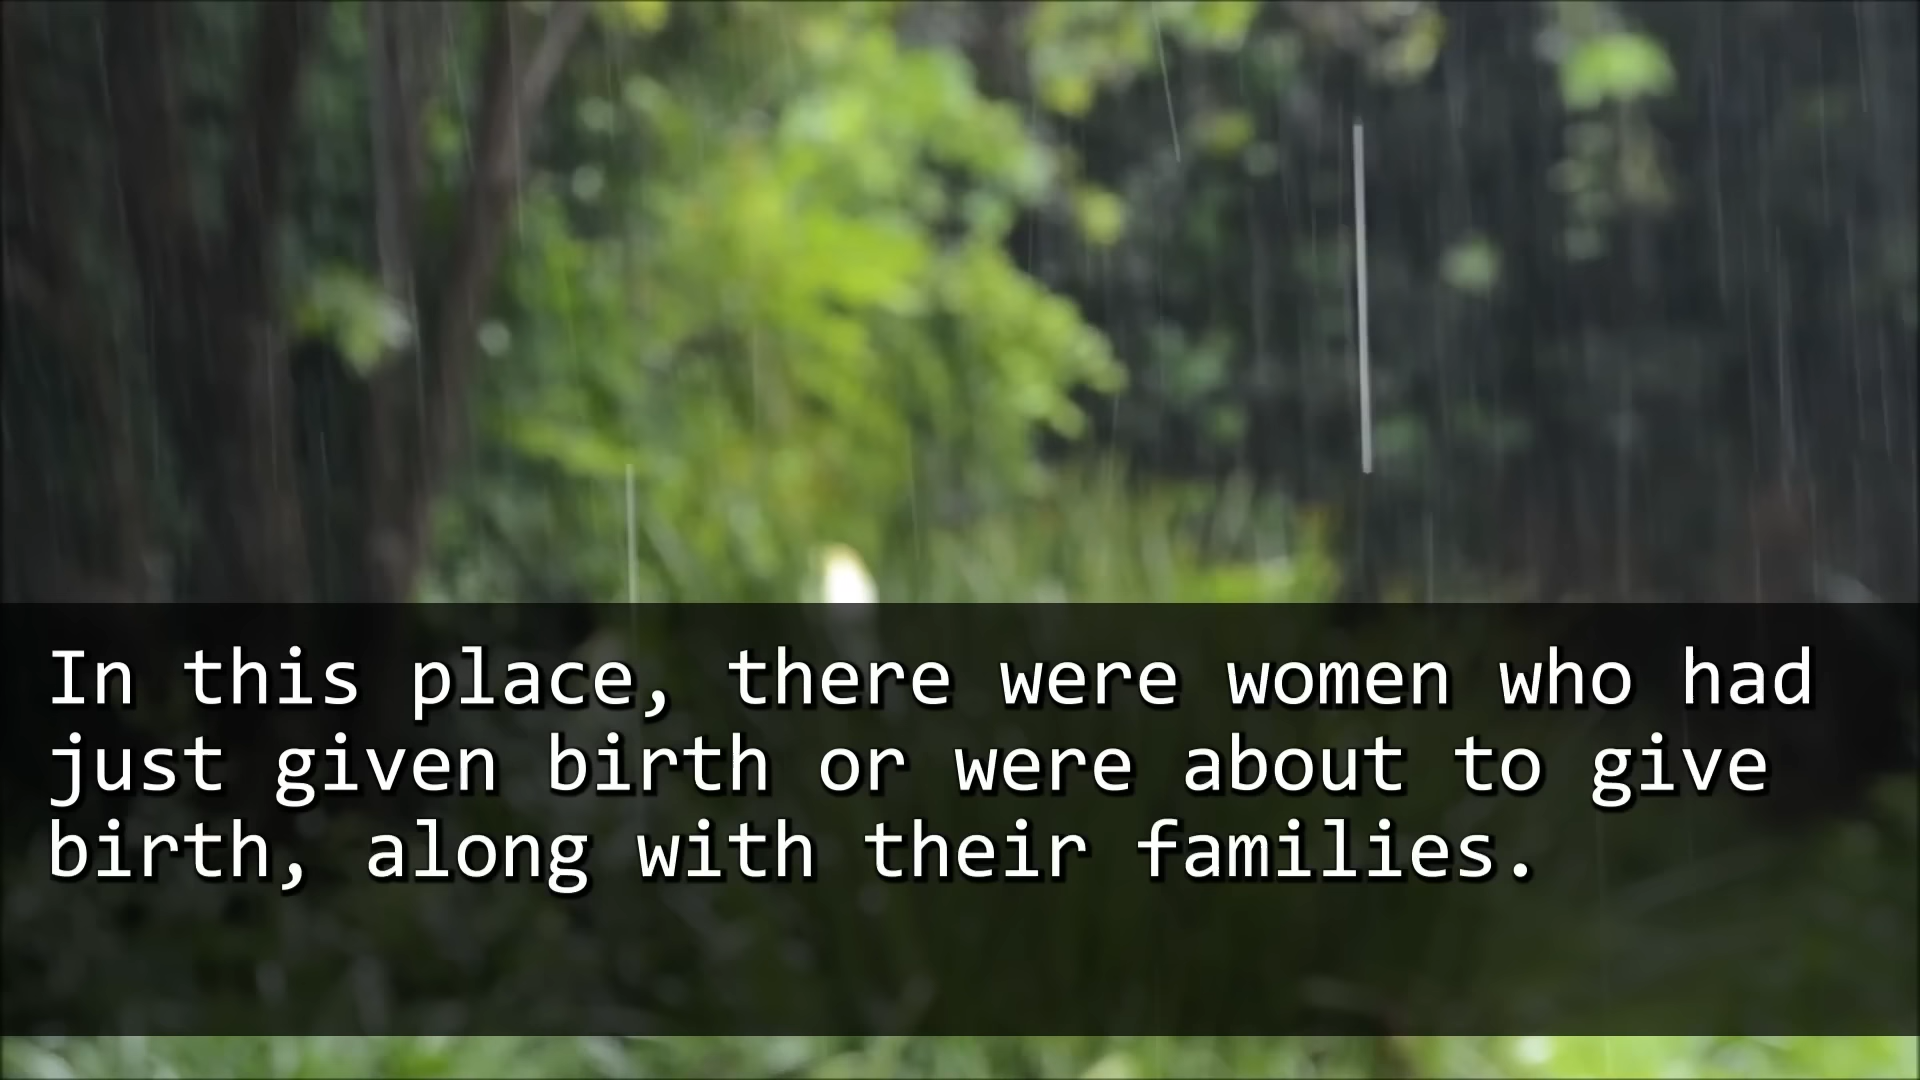 In this place, there were women who had
just given birth or were about to give
birth, along with their families.